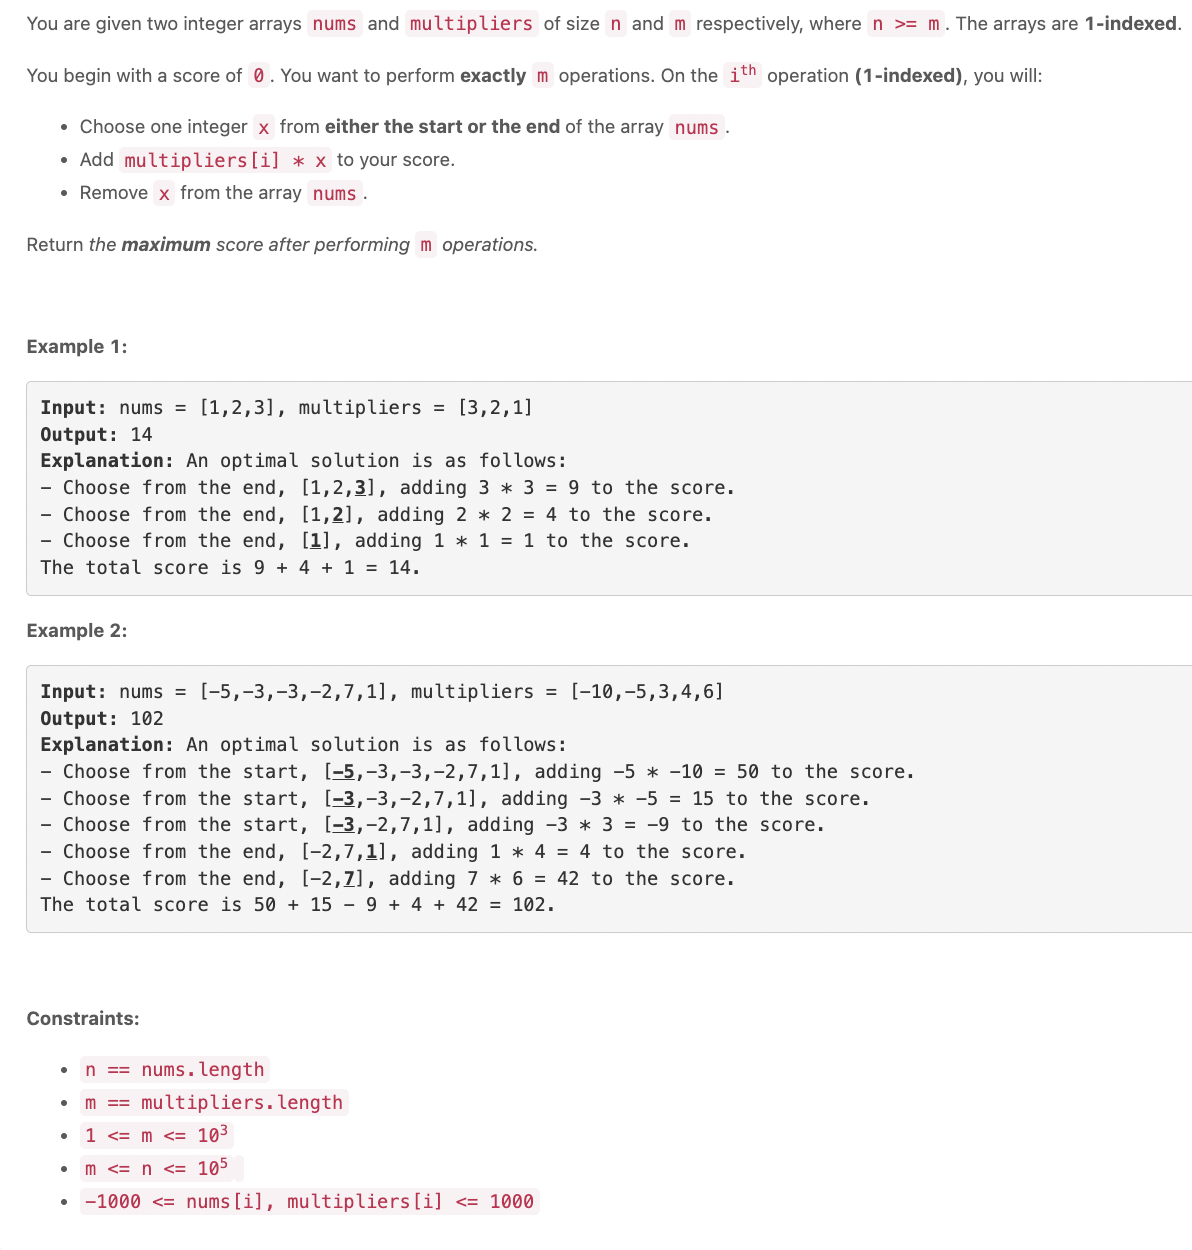 You are given two integer arrays nums and multipliers of size n and m respectively, where n >= m. The arrays are 1-indexed.
You begin with a score of 0. You want to perform exactly m operations. On the ith operation (1-indexed), you will:
• Choose one integer x from either the start or the end of the array nums.
• Add multipliers[i] * x to your score.
• Remove x from the array nums.
Return the maximum score after performing m operations.
Example 1:
Input: nums = [1,2,3], multipliers = [3,2,1]
Output: 14
Explanation: An optimal solution is as follows:
- Choose from the end, [1,2,3], adding 3 * 3 = 9 to the score.
- Choose from the end, [1,2], adding 2 * 2 = 4 to the score.
- Choose from the end, [1], adding 1 * 1 = 1 to the score.
The total score is 9 + 4 + 1 = 14.
Example 2:
Input: nums = [-5,-3,-3,-2,7,1], multipliers = [-10,-5,3,4,6]
Output: 102
Explanation: An optimal solution is as follows:
- Choose from the start, [-5,-3,-3,-2,7,1], adding -5 * -10 = 50 to the score.
- Choose from the start, [-3,-3,-2,7,1], adding -3 * -5 = 15 to the score.
- Choose from the start, [-3,-2,7,1], adding -3 * 3 = -9 to the score.
- Choose from the end, [-2,7,1], adding 1 * 4 = 4 to the score.
- Choose from the end, [-2,7], adding 7 * 6 = 42 to the score.
The total score is 50 + 15 - 9 + 4 + 42 = 102.
Constraints:
• n == nums.length
• m == multipliers.length
• 1 <= m <= 10³
• m <= n <= 10⁵
• -1000 <= nums[i], multipliers[i] <= 1000